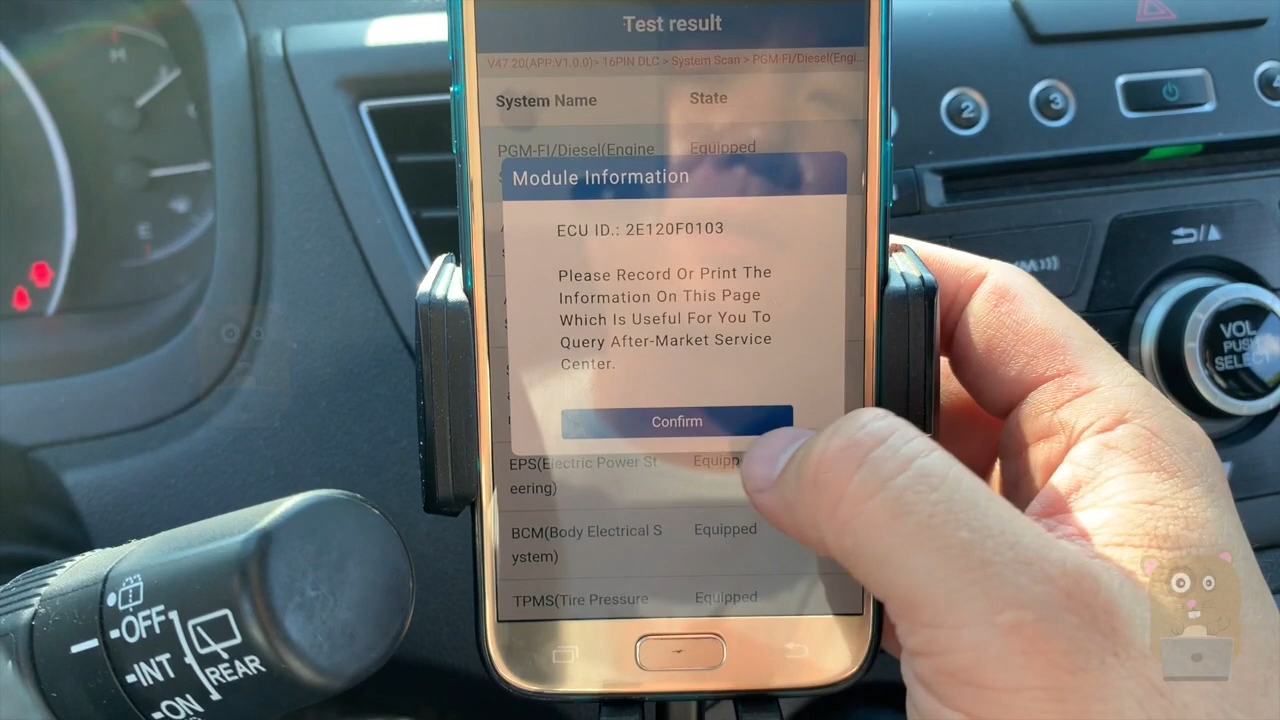 Test result
V47.20(APP:V1.0.0)> 16PIN DLC > System Scan > PGM-FI/Diesel(Engi...
System Name State
PGM-FI/Diesel(Engine Equipped
Module Information
ECU ID.: 2E120F0103
Please Record Or Print The
Information On This Page
Which Is Useful For You To
Query After-Market Service
Center.
Confirm
EPS(Electric Power St Equipp
eering)
BCM(Body Electrical S Equipped
ystem)
TPMS(Tire Pressure Equipped
H
E
2
3
4
VOL
PUSH
SELECT
OFF
INT
ON
REAR